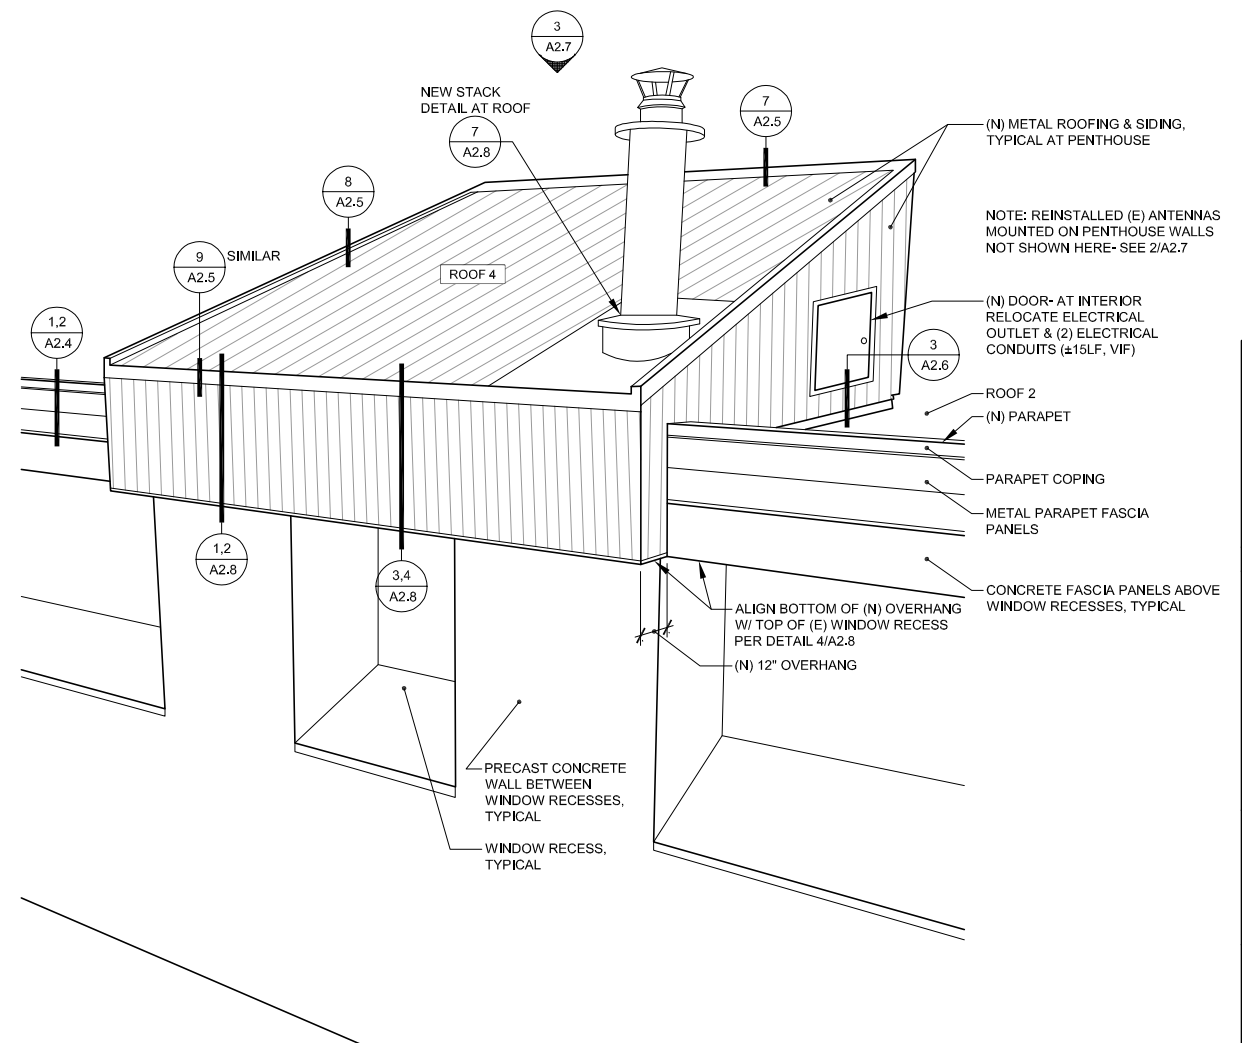 3
A2.7
NEW STACK
DETAIL AT ROOF
7
A2.8
7
A2.5
(N) METAL ROOFING & SIDING,
TYPICAL AT PENTHOUSE
8
A2.5
NOTE: REINSTALLED (E) ANTENNAS
MOUNTED ON PENTHOUSE WALLS
NOT SHOWN HERE- SEE 2/A2.7
9
A2.5
SIMILAR
ROOF 4
(N) DOOR- AT INTERIOR
RELOCATE ELECTRICAL
OUTLET & (2) ELECTRICAL
CONDUITS (±15LF, VIF)
1,2
A2.4
3
A2.6
ROOF 2
(N) PARAPET
PARAPET COPING
METAL PARAPET FASCIA
PANELS
1,2
A2.8
3,4
A2.8
CONCRETE FASCIA PANELS ABOVE
WINDOW RECESSES, TYPICAL
ALIGN BOTTOM OF (N) OVERHANG
W/ TOP OF (E) WINDOW RECESS
PER DETAIL 4/A2.8
(N) 12" OVERHANG
PRECAST CONCRETE
WALL BETWEEN
WINDOW RECESSES,
TYPICAL
WINDOW RECESS,
TYPICAL